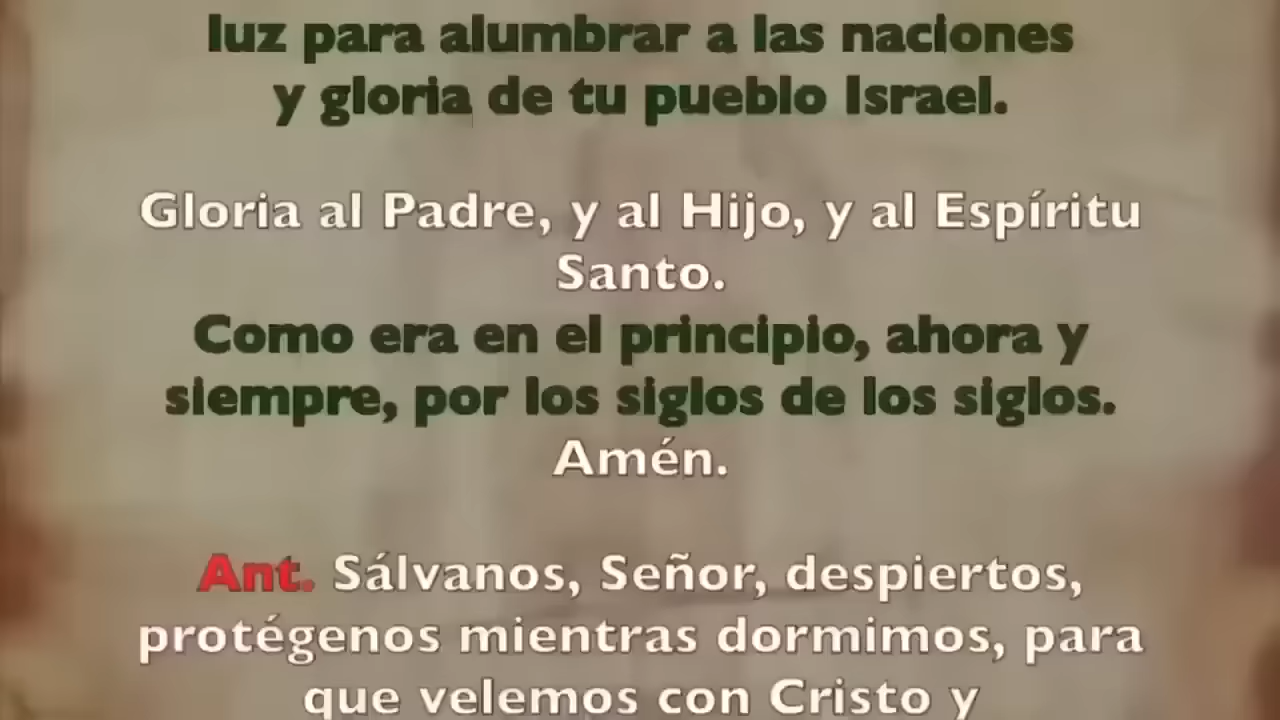 luz para alumbrar a las naciones
y gloria de tu pueblo Israel.
Gloria al Padre, y al Hijo, y al Espíritu
Santo.
Como era en el principio, ahora y
siempre, por los siglos de los siglos.
Amén.
Ant. Sálvanos, Señor, despiertos,
protégenos mientras dormimos, para
que velemos con Cristo y